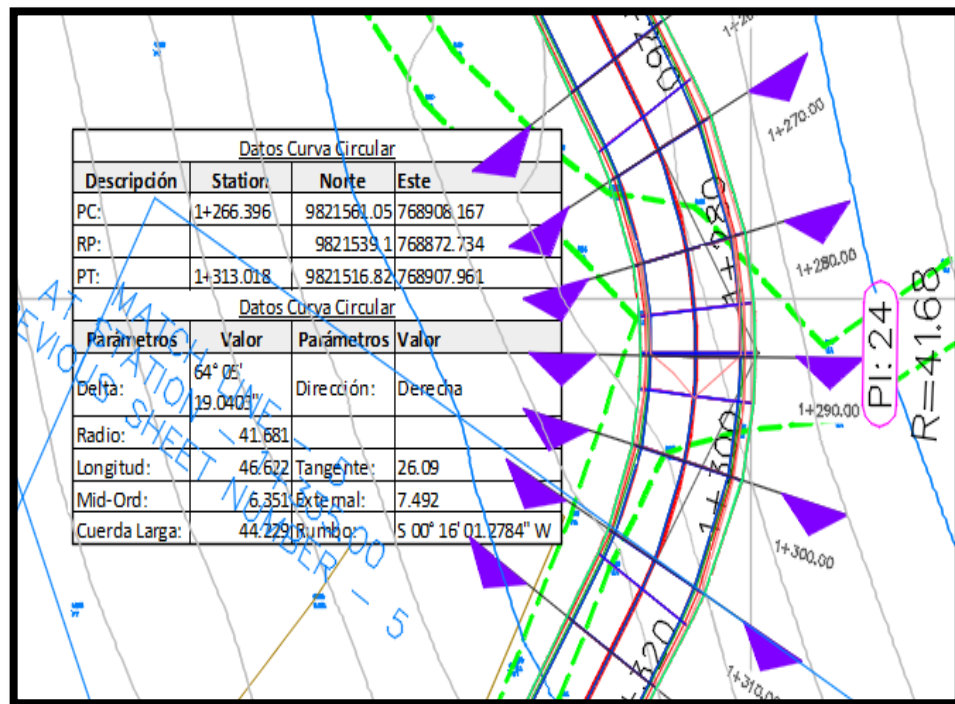 Datos Curva Circular
Descripción Station: Norte Este
PC: 1+266.396 9821561.05 768908.167
RP: 9821539.1 768872.734
PT: 1+313.018 9821516.82 768907.961
Datos Curva Circular
Parámetros Valor Parámetros Valor
Delta: 64° 05' 19.0403" Dirección: Derecha
Radio: 41.681
Longitud: 46.622 Tangente: 26.09
Mid-Ord: 6.351 External: 7.492
Cuerda Larga: 44.229 Rumbo: S 00° 16' 01.2784" W
MATCH LINE - 5
AT STATION - 1+335.00
SHEET NUMBER - 5
1+270.00
1+280
1+280.00
PI: 24
R=41.68
1+290.00
1+300
1+300.00
1+310.00